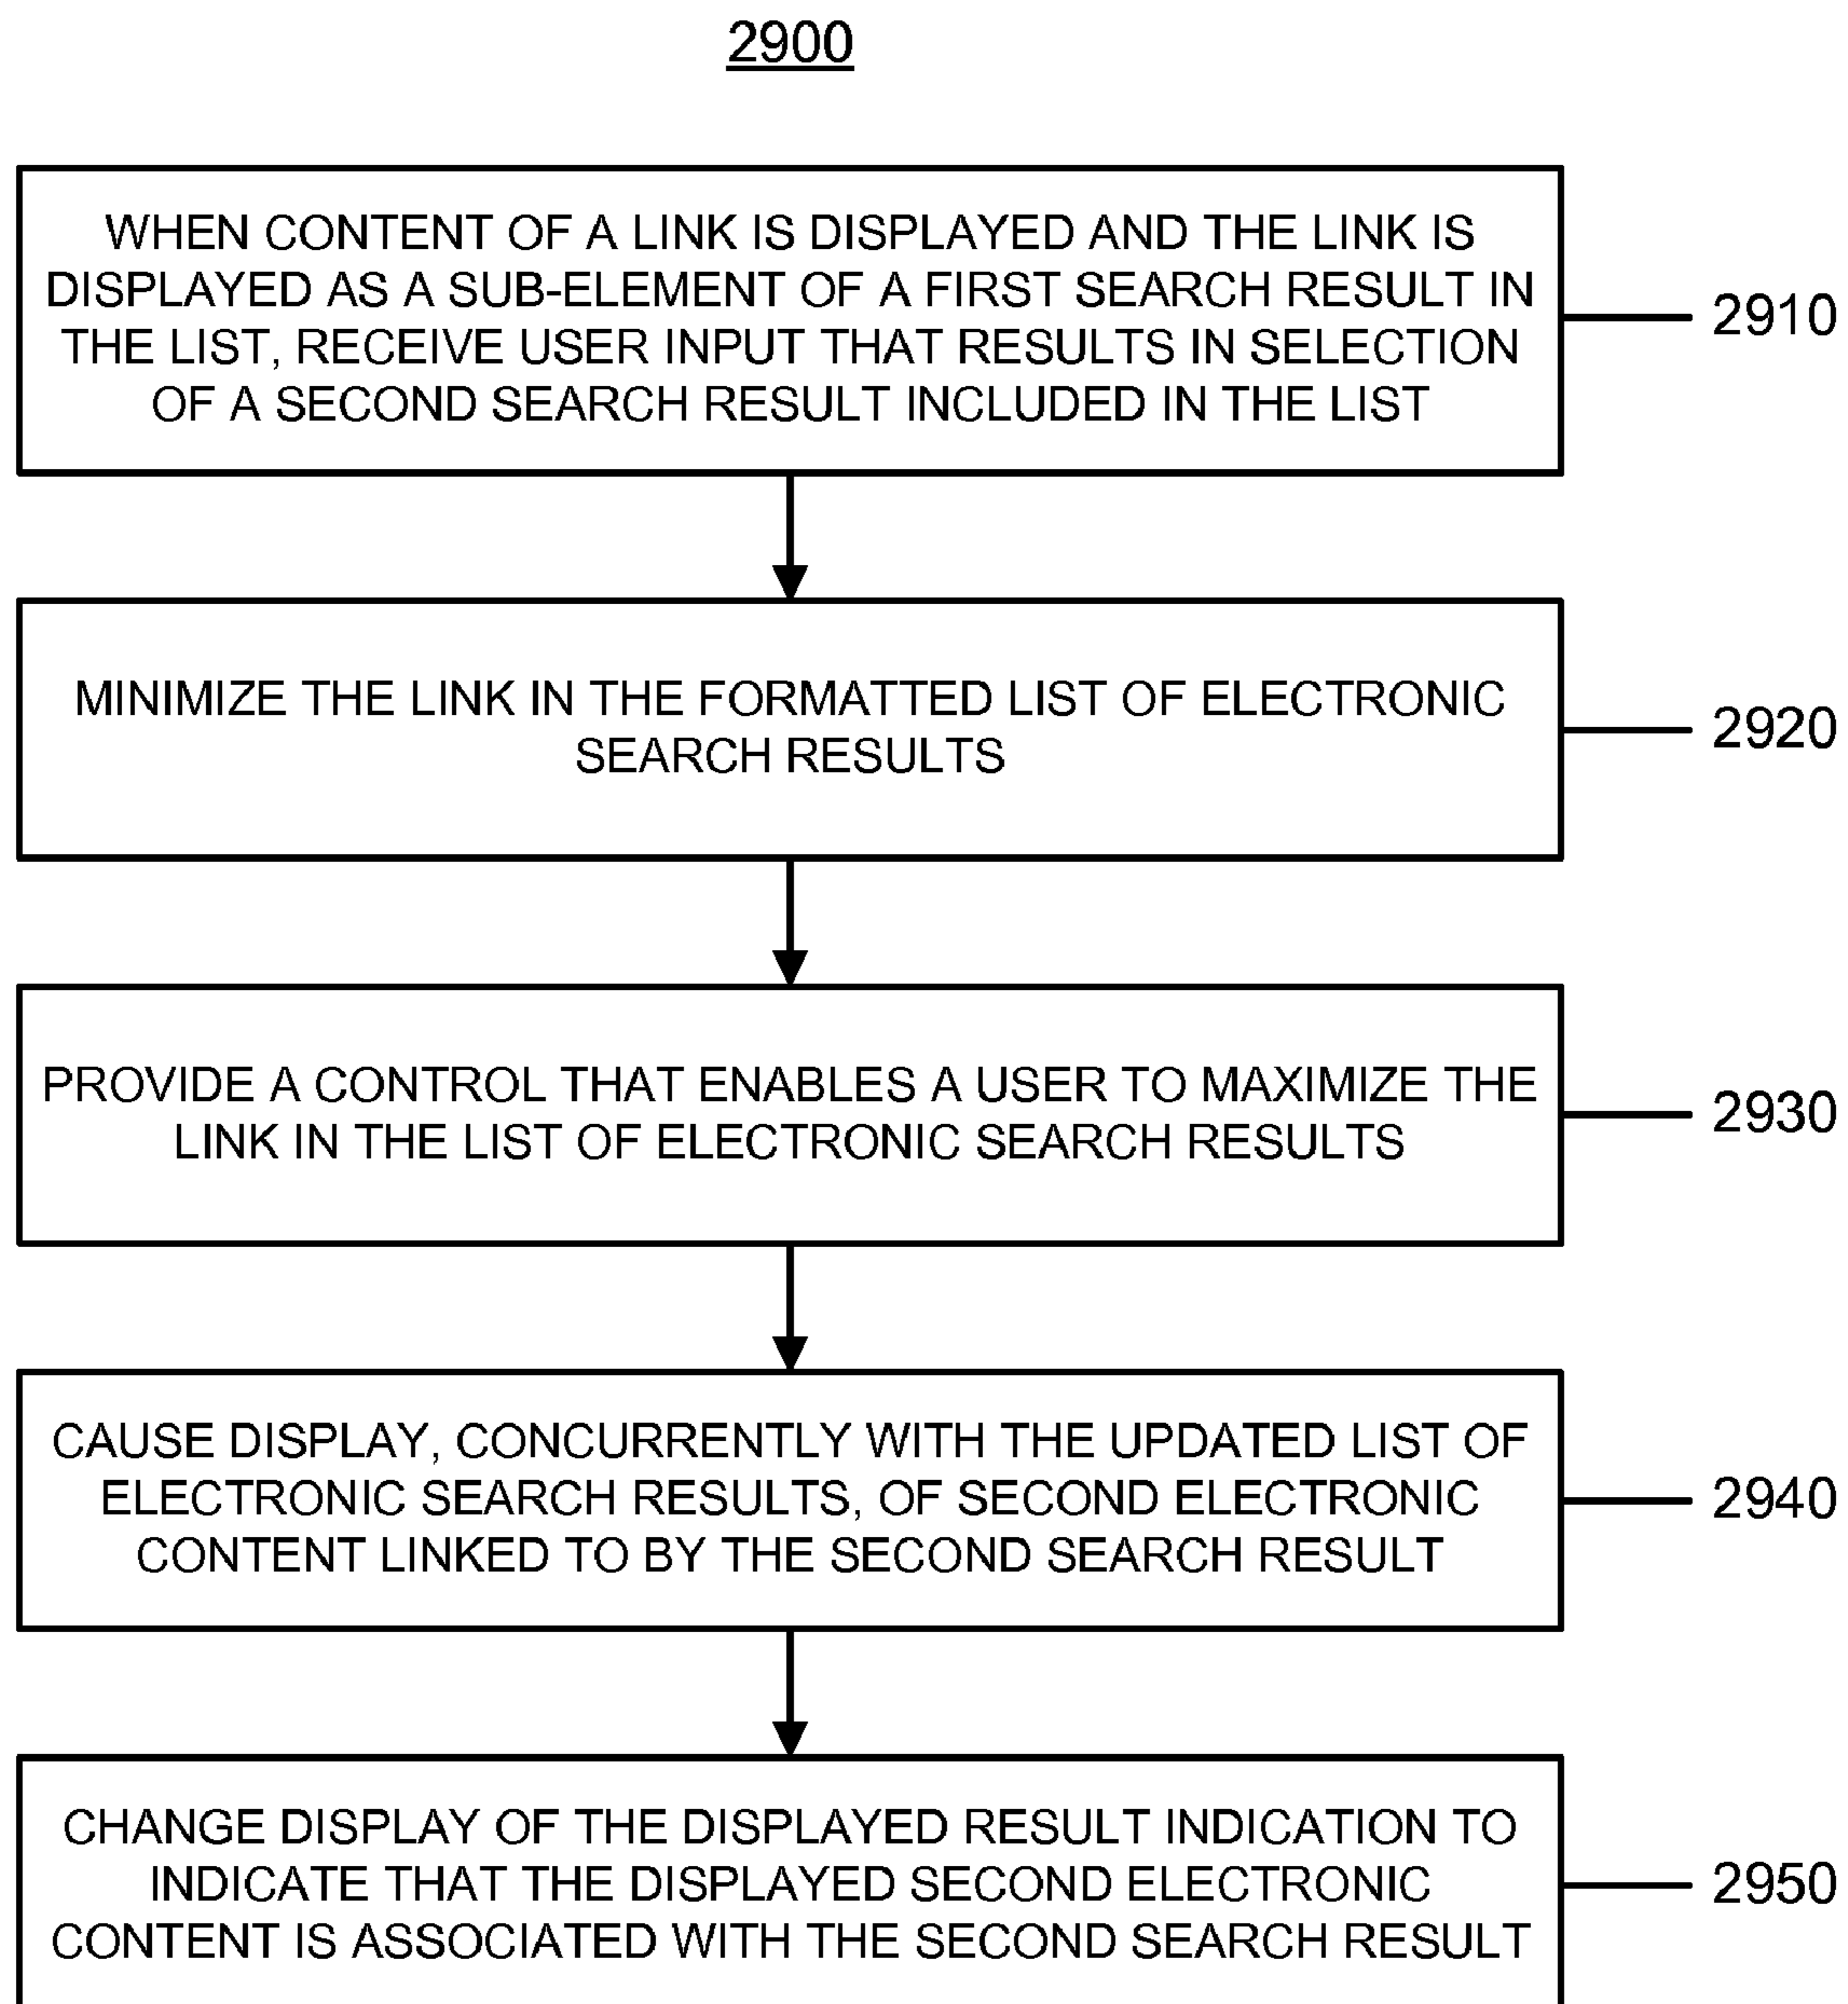 2900
WHEN CONTENT OF A LINK IS DISPLAYED AND THE LINK IS
DISPLAYED AS A SUB-ELEMENT OF A FIRST SEARCH RESULT IN
THE LIST, RECEIVE USER INPUT THAT RESULTS IN SELECTION
OF A SECOND SEARCH RESULT INCLUDED IN THE LIST
2910
MINIMIZE THE LINK IN THE FORMATTED LIST OF ELECTRONIC
SEARCH RESULTS
2920
PROVIDE A CONTROL THAT ENABLES A USER TO MAXIMIZE THE
LINK IN THE LIST OF ELECTRONIC SEARCH RESULTS
2930
CAUSE DISPLAY, CONCURRENTLY WITH THE UPDATED LIST OF
ELECTRONIC SEARCH RESULTS, OF SECOND ELECTRONIC
CONTENT LINKED TO BY THE SECOND SEARCH RESULT
2940
CHANGE DISPLAY OF THE DISPLAYED RESULT INDICATION TO
INDICATE THAT THE DISPLAYED SECOND ELECTRONIC
CONTENT IS ASSOCIATED WITH THE SECOND SEARCH RESULT
2950